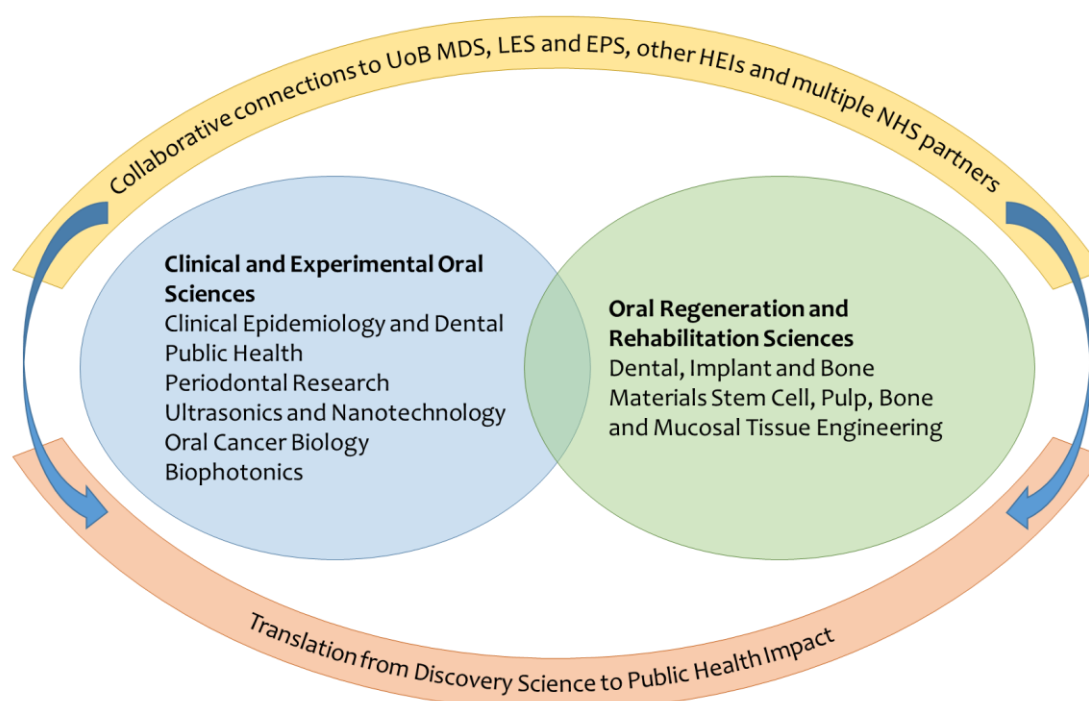 Collaborative connections to UoB MDS, LES and EPS, other HEIs and multiple NHS partners
Clinical and Experimental Oral
Sciences
Clinical Epidemiology and Dental
Public Health
Periodontal Research
Ultrasonics and Nanotechnology
Oral Cancer Biology
Biophotonics
Oral Regeneration and
Rehabilitation Sciences
Dental, Implant and Bone
Materials Stem Cell, Pulp, Bone
and Mucosal Tissue Engineering
Translation from Discovery Science to Public Health Impact